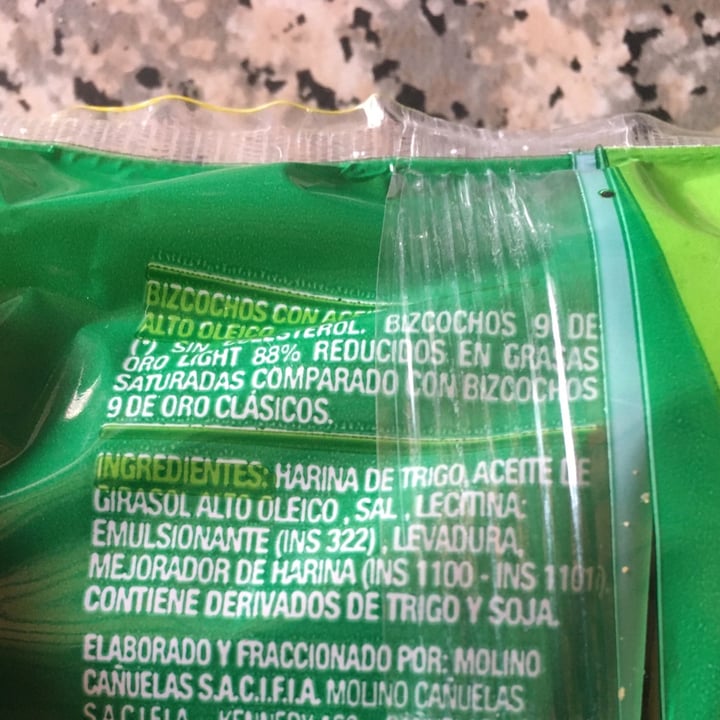 BIZCOCHOS CON
ALTO OLEICO
(*) SIN COLESTEROL. BIZCOCHOS 9 DE
ORO LIGHT 88% REDUCIDOS EN GRASAS
SATURADAS COMPARADO CON BIZCOCHOS
9 DE ORO CLÁSICOS.
INGREDIENTES: HARINA DE TRIGO, ACEITE DE
GIRASOL ALTO OLEICO, SAL, LECITINA:
EMULSIONANTE (INS 322), LEVADURA,
MEJORADOR DE HARINA (INS 1100 - INS 1101).
CONTIENE DERIVADOS DE TRIGO Y SOJA.
ELABORADO Y FRACCIONADO POR: MOLINO
CAÑUELAS S.A.C.I.F.I.A. MOLINO CAÑUELAS
S.A.C.I.F.I.A.